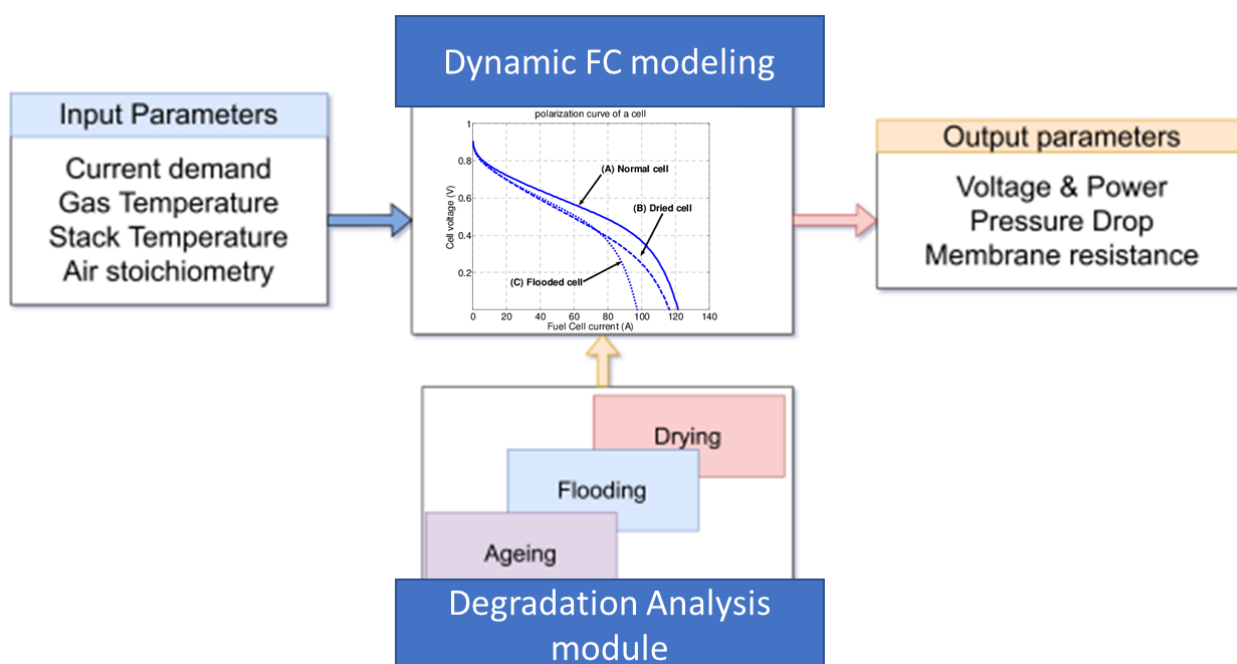 Dynamic FC modeling
Input Parameters
Current demand
Gas Temperature
Stack Temperature
Air stoichiometry
polarization curve of a cell
1
0.8
0.6
0.4
0.2
Cell voltage (V)
(A) Normal cell
(B) Dried cell
(C) Flooded cell
0 20 40 60 80 100 120 140
Fuel Cell current (A)
Output parameters
Voltage & Power
Pressure Drop
Membrane resistance
Drying
Flooding
Ageing
Degradation Analysis
module